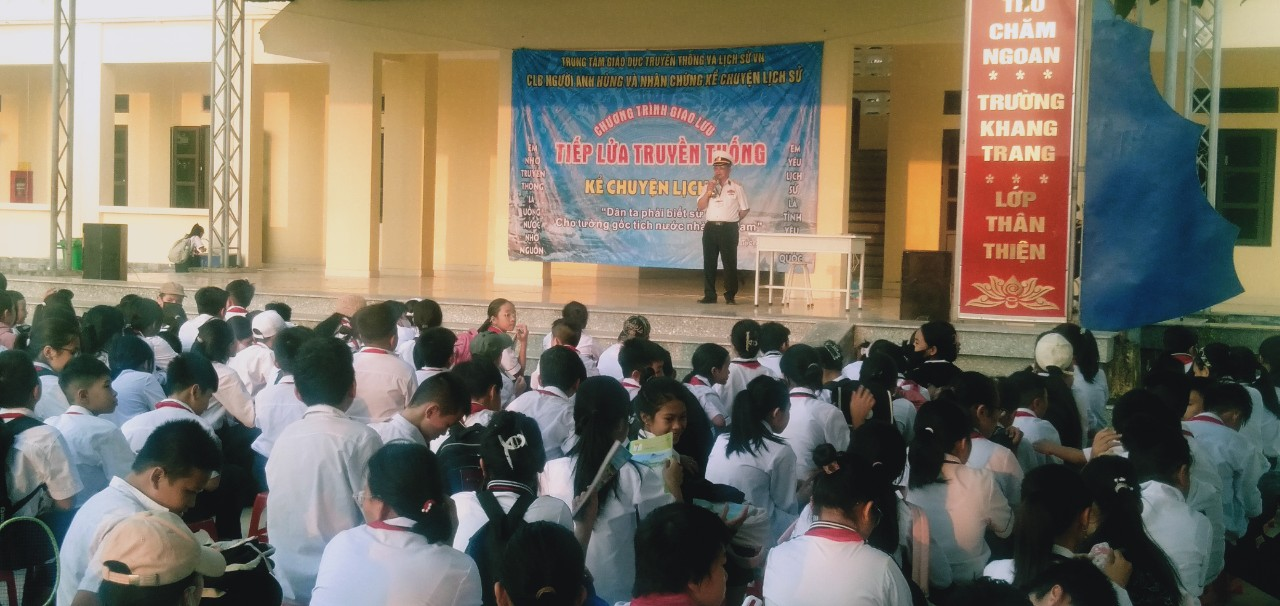 TRUNG TÂM GIÁO DỤC TRUYỀN THỐNG VÀ LỊCH SỬ VN
CLB NGƯỜI ANH HÙNG VÀ NHÂN CHỨNG KỂ CHUYỆN LỊCH SỬ
CHƯƠNG TRÌNH GIAO LƯU
TIẾP LỬA TRUYỀN THỐNG
KỂ CHUYỆN LỊCH
"Dân ta phải biết sử
Cho tường gốc tích nước nhà
EM
NHỚ
TRUYỀN
THỐNG
LÀ
UỐNG
NƯỚC
NHỚ
NGUỒN
EM
YÊU
LỊCH
SỬ
LÀ
TÌNH
YÊU
QUỐC
CHĂM
NGOAN
* * *
TRƯỜNG
KHANG
TRANG
* * *
LỚP
THÂN
THIỆN